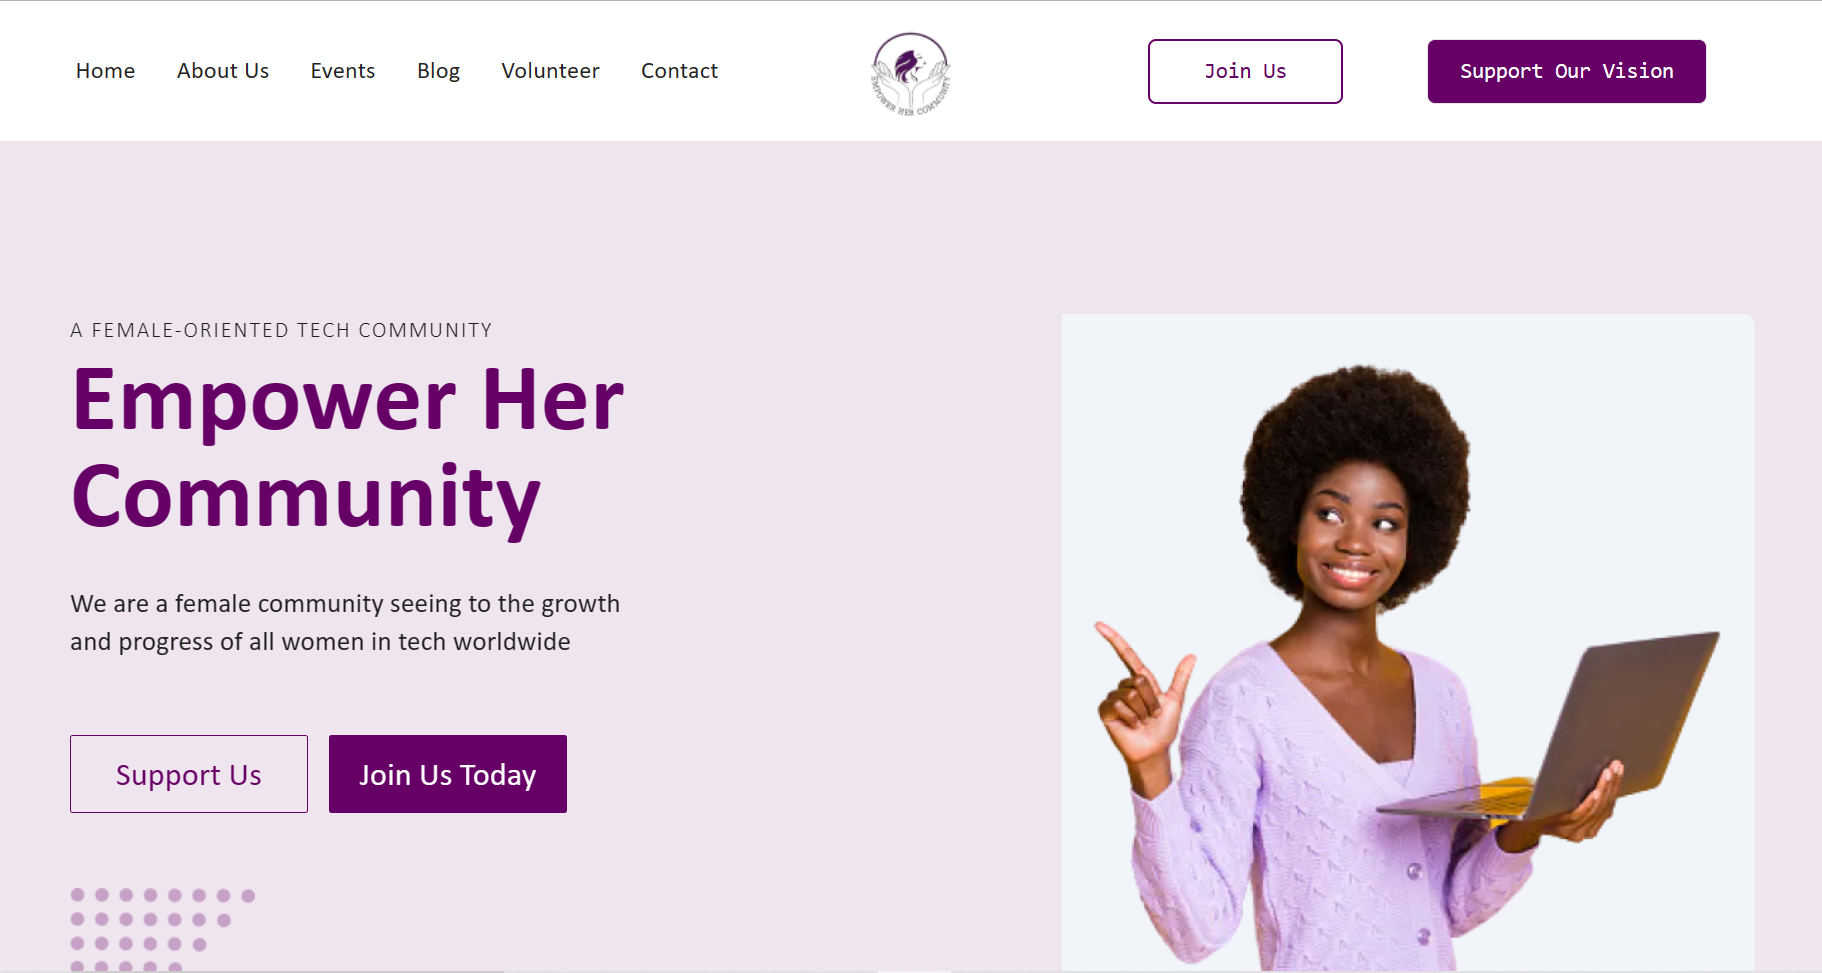 Home About Us Events Blog Volunteer Contact
EMPOWER HER COMMUNITY
Join Us
Support Our Vision
A FEMALE-ORIENTED TECH COMMUNITY
Empower Her
Community
We are a female community seeing to the growth
and progress of all women in tech worldwide
Support Us
Join Us Today